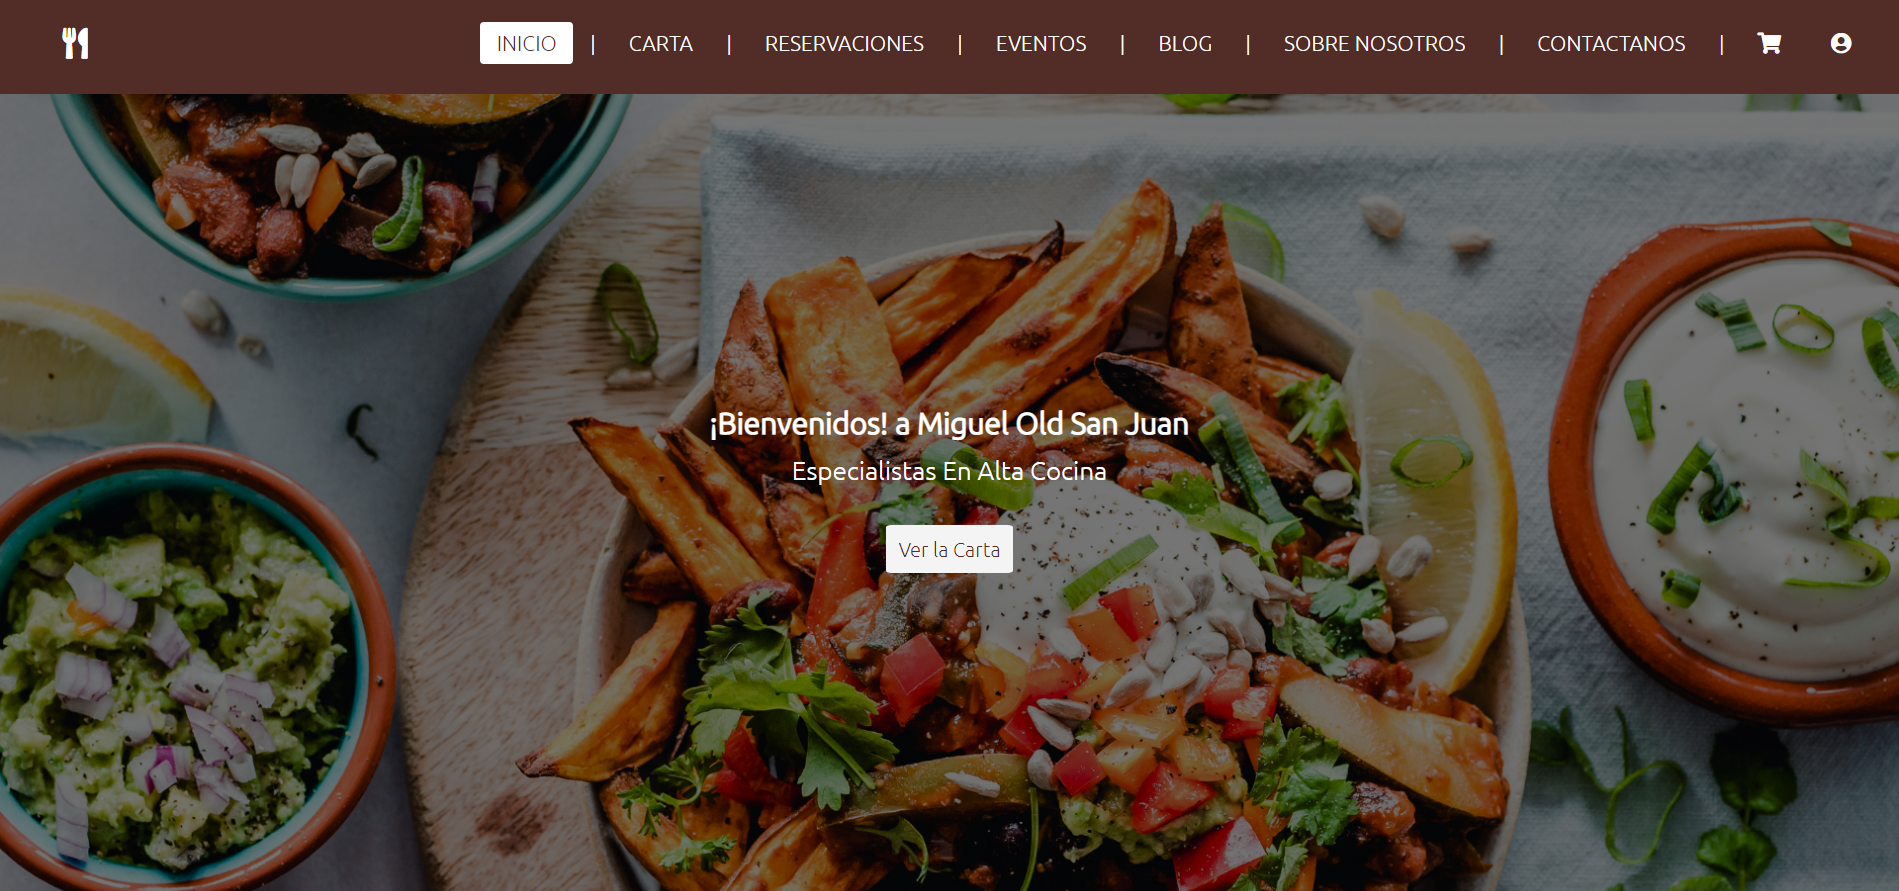 INICIO | CARTA | RESERVACIONES | EVENTOS | BLOG | SOBRE NOSOTROS | CONTACTANOS |
¡Bienvenidos! a Miguel Old San Juan
Especialistas En Alta Cocina
Ver la Carta